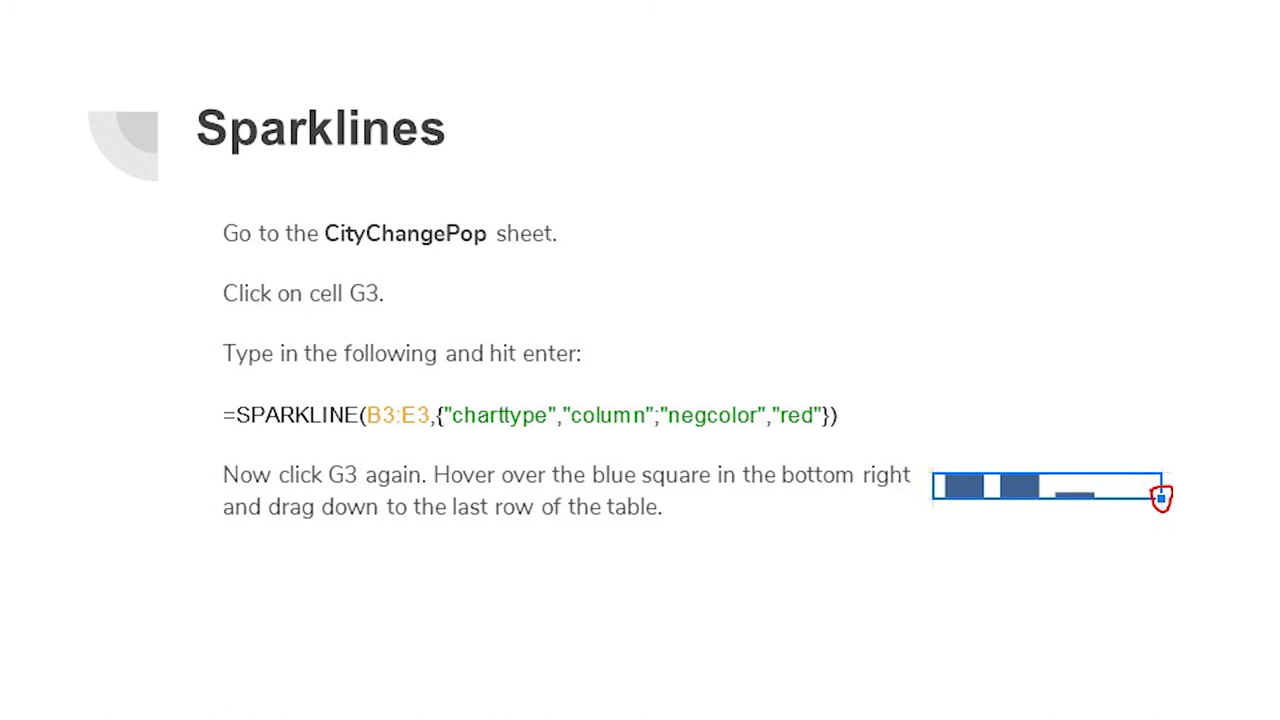 Sparklines
Go to the CityChangePop sheet.
Click on cell G3.
Type in the following and hit enter:
=SPARKLINE(B3:E3,{"charttype","column";"negcolor","red"})
Now click G3 again. Hover over the blue square in the bottom right
and drag down to the last row of the table.